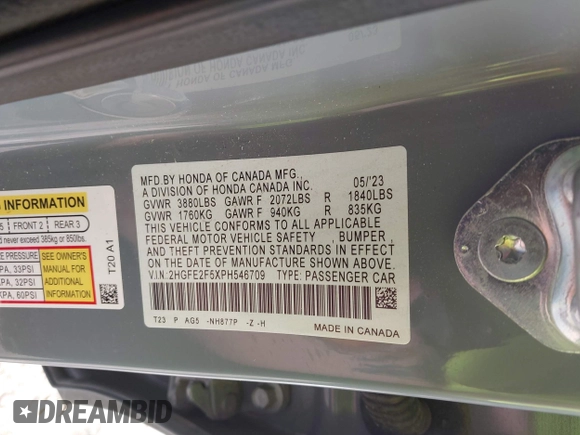 MFD.BY HONDA OF CANADA MFG., 05/'23
A DIVISION OF HONDA CANADA INC.
GVWR 3880LBS GAWR F 2072LBS R 1840LBS
GVWR 1760KG GAWR F 940KG R 835KG
THIS VEHICLE CONFORMS TO ALL APPLICABLE
FEDERAL MOTOR VEHICLE SAFETY , BUMPER ,
AND THEFT PREVENTION STANDARDS IN EFFECT
ON THE DATE OF MANUFACTURE SHOWN ABOVE.
V.I.N: 2HGFE2F5XPH546709 TYPE: PASSENGER CAR
T23 P AG5 -NH877P -Z -H
MADE IN CANADA
INFORMATION
5 FRONT 2 REAR 3
d never exceed 385kg or 850lbs.
E PRESSURE
PA, 33PSI
PA, 32PSI
KPA, 60PSI
SEE OWNER'S
MANUAL FOR
ADDITIONAL
INFORMATION
T20 A1
DREAMBID